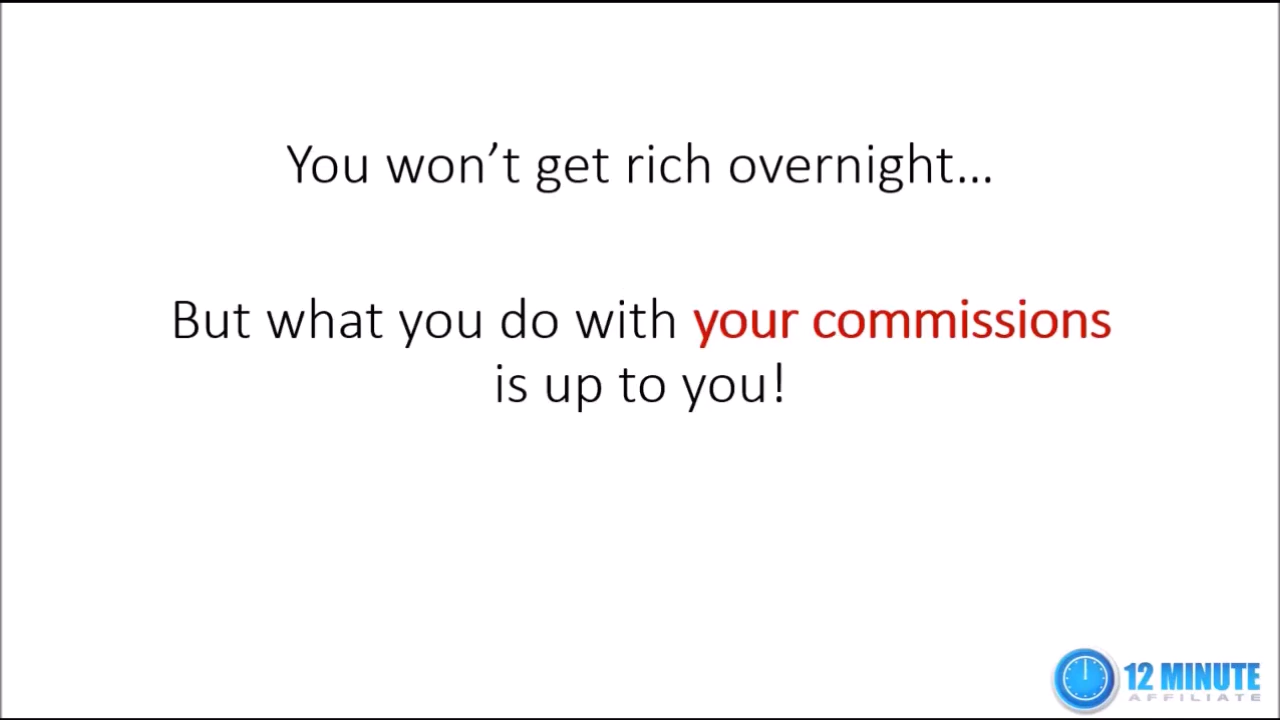 You won’t get rich overnight...
But what you do with your commissions
is up to you!
12 MINUTE
AFFILIATE